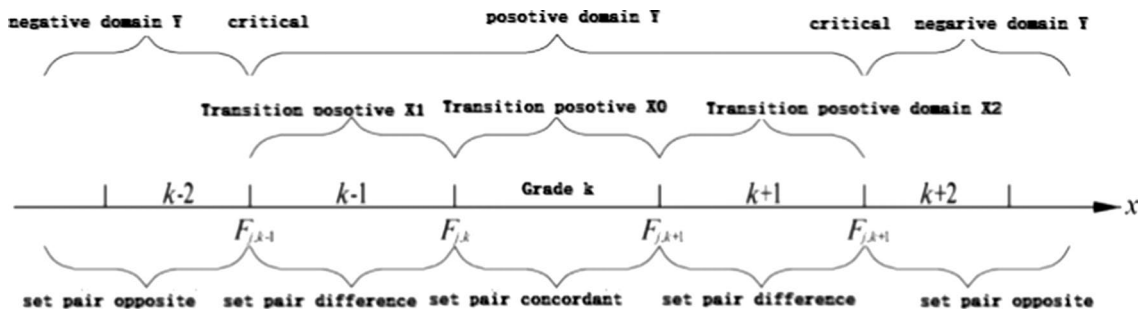 negative domain Y critical posotive domain Y critical negarive domain Y
Transition posotive X1 Transition posotive X0 Transition posotive domain X2
k-2 k-1 Grade k k+1 k+2 x
F_{j,k-1} F_{j,k} F_{j,k+1} F_{j,k+1}
set pair opposite set pair difference set pair concordant set pair difference set pair opposite